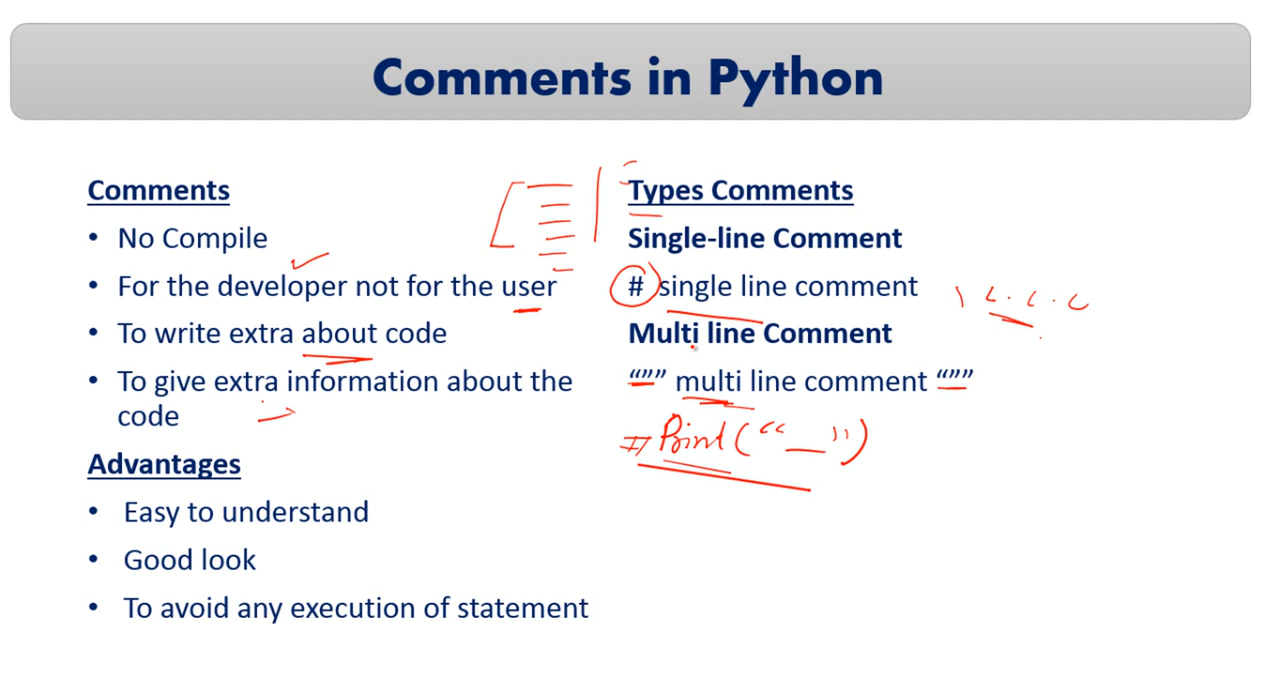 Comments in Python
Comments
• No Compile
• For the developer not for the user
• To write extra about code
• To give extra information about the
code
Advantages
• Easy to understand
• Good look
• To avoid any execution of statement
Types Comments
Single-line Comment
# single line comment
Multi line Comment
“”” multi line comment “””
# Print("_")